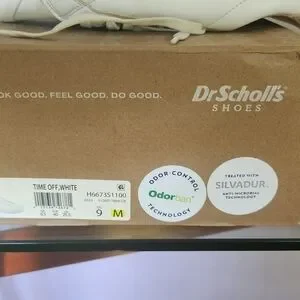 DrScholl's
SHOES
OK GOOD. FEEL GOOD. DO GOOD.
TIME OFF,WHITE
H6673S1100
9
M
ODOR CONTROL
Odorban
TECHNOLOGY
TREATED WITH
SILVADUR.
ANTI-MICROBIAL
TECHNOLOGY